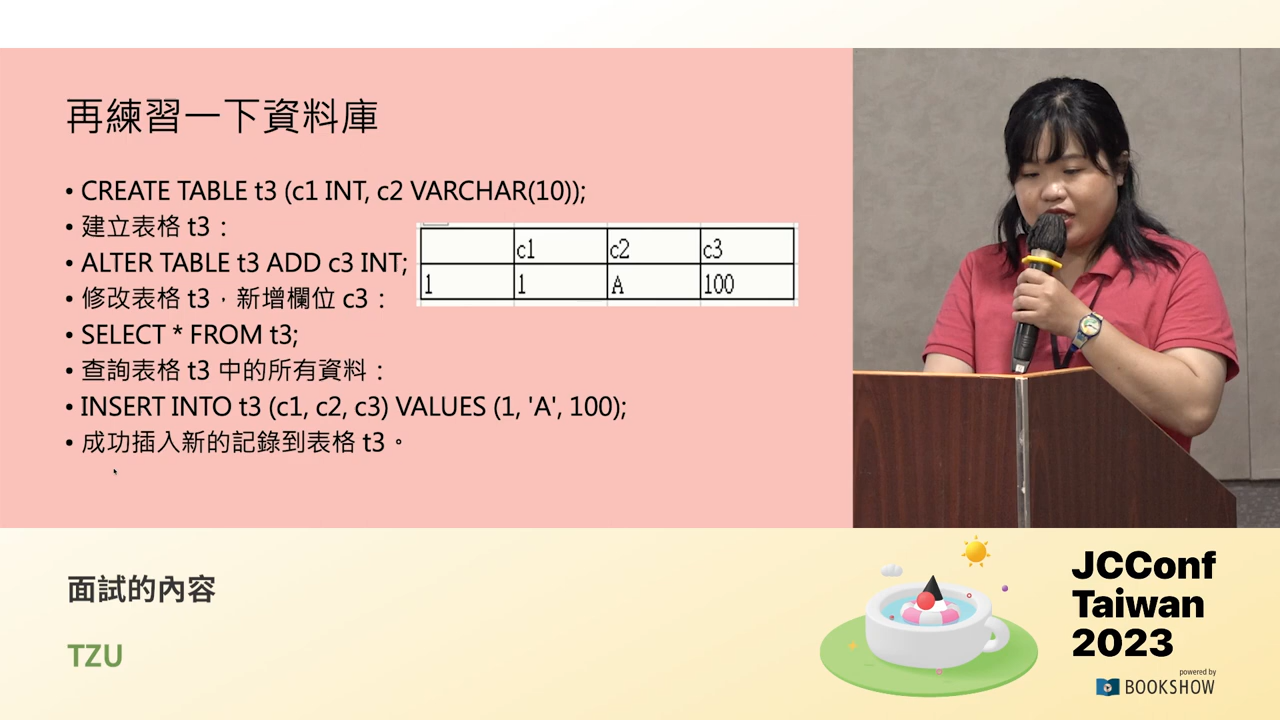 再練習一下資料庫
• CREATE TABLE t3 (c1 INT, c2 VARCHAR(10));
• 建立表格 t3：
• ALTER TABLE t3 ADD c3 INT;
• 修改表格 t3，新增欄位 c3：
• SELECT * FROM t3;
• 查詢表格 t3 中的所有資料：
• INSERT INTO t3 (c1, c2, c3) VALUES (1, 'A', 100);
• 成功插入新的記錄到表格 t3。
c1 c2 c3
1 1 A 100
面試的內容
TZU
JCConf
Taiwan
2023
powered by
BOOKSHOW